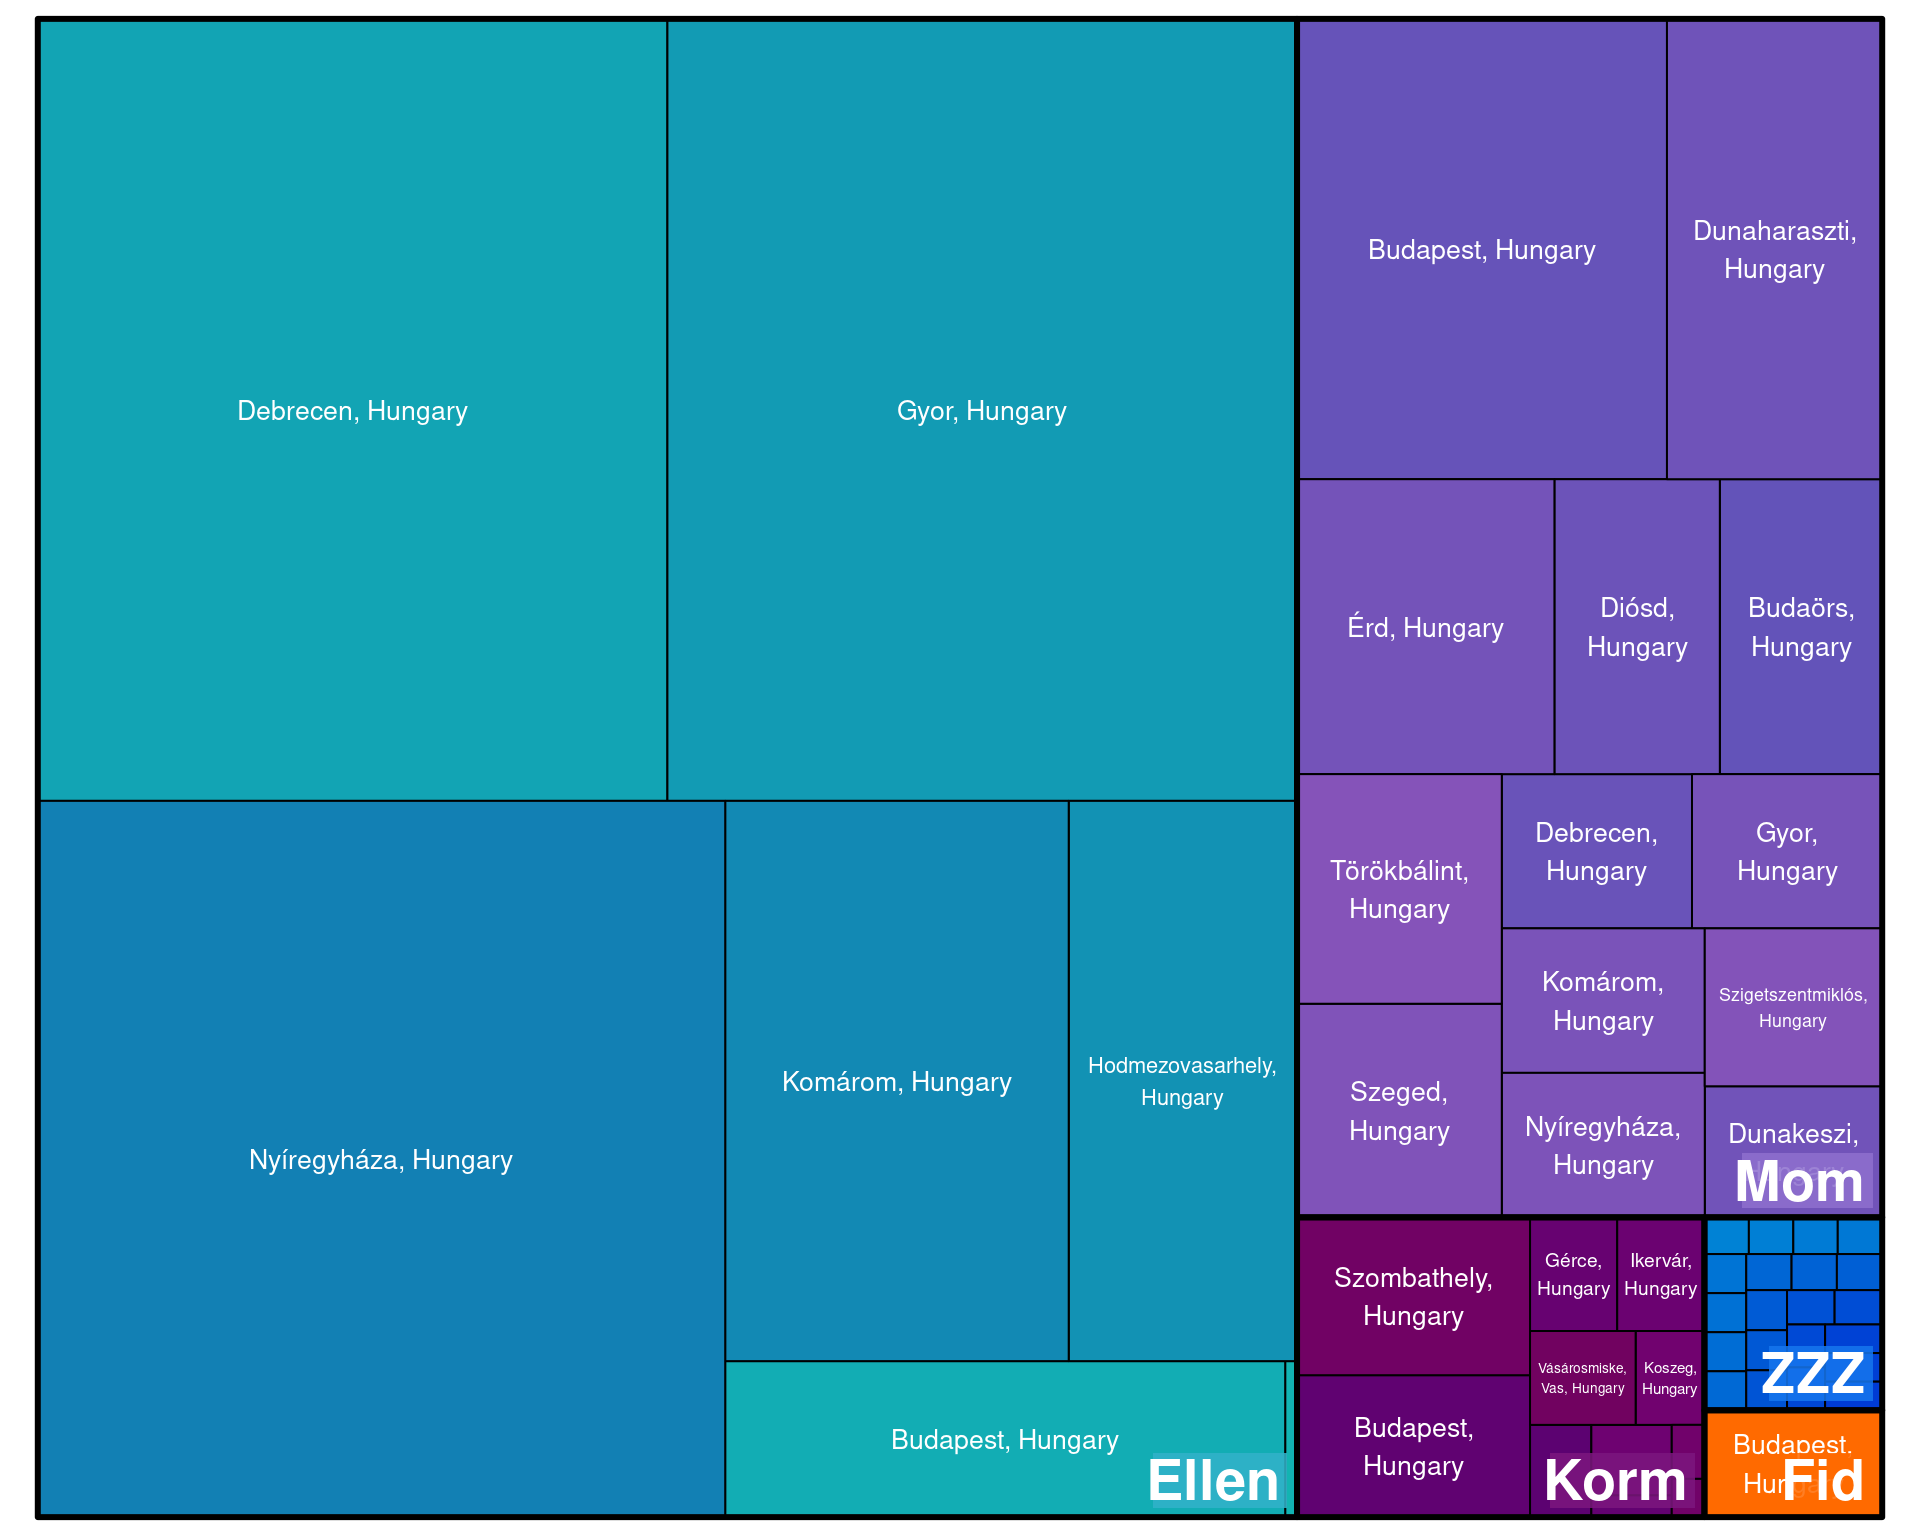 Debrecen, Hungary
Gyor, Hungary
Nyíregyháza, Hungary
Komárom, Hungary
Hodmezovasarhely,
Hungary
Budapest, Hungary
Ellen
Budapest, Hungary
Dunaharaszti,
Hungary
Érd, Hungary
Diósd,
Hungary
Budaörs,
Hungary
Törökbálint,
Hungary
Debrecen,
Hungary
Gyor,
Hungary
Szeged,
Hungary
Komárom,
Hungary
Szigetszentmiklós,
Hungary
Nyíregyháza,
Hungary
Dunakeszi,
Mom
Szombathely,
Hungary
Gérce,
Hungary
Ikervár,
Hungary
Vásárosmiske,
Vas, Hungary
Koszeg,
Hungary
Budapest,
Hungary
Korm
ZZZ
Budapest,
Fid